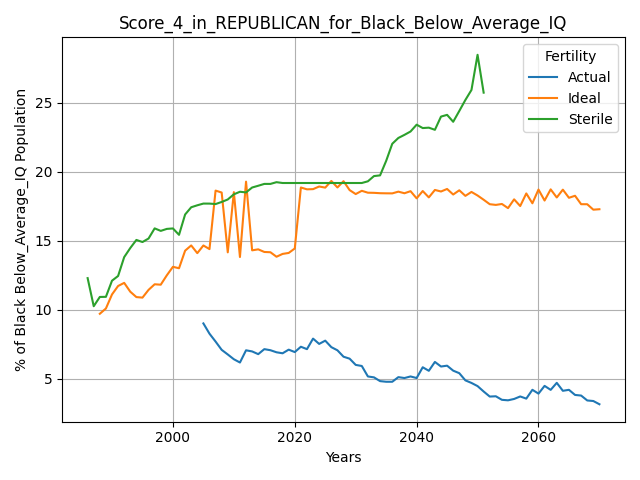 Score_4_in_REPUBLICAN_for_Black_Below_Average_IQ
% of Black Below_Average_IQ Population
25
20
15
10
5
Fertility
Actual
Ideal
Sterile
2000
2020
2040
2060
Years